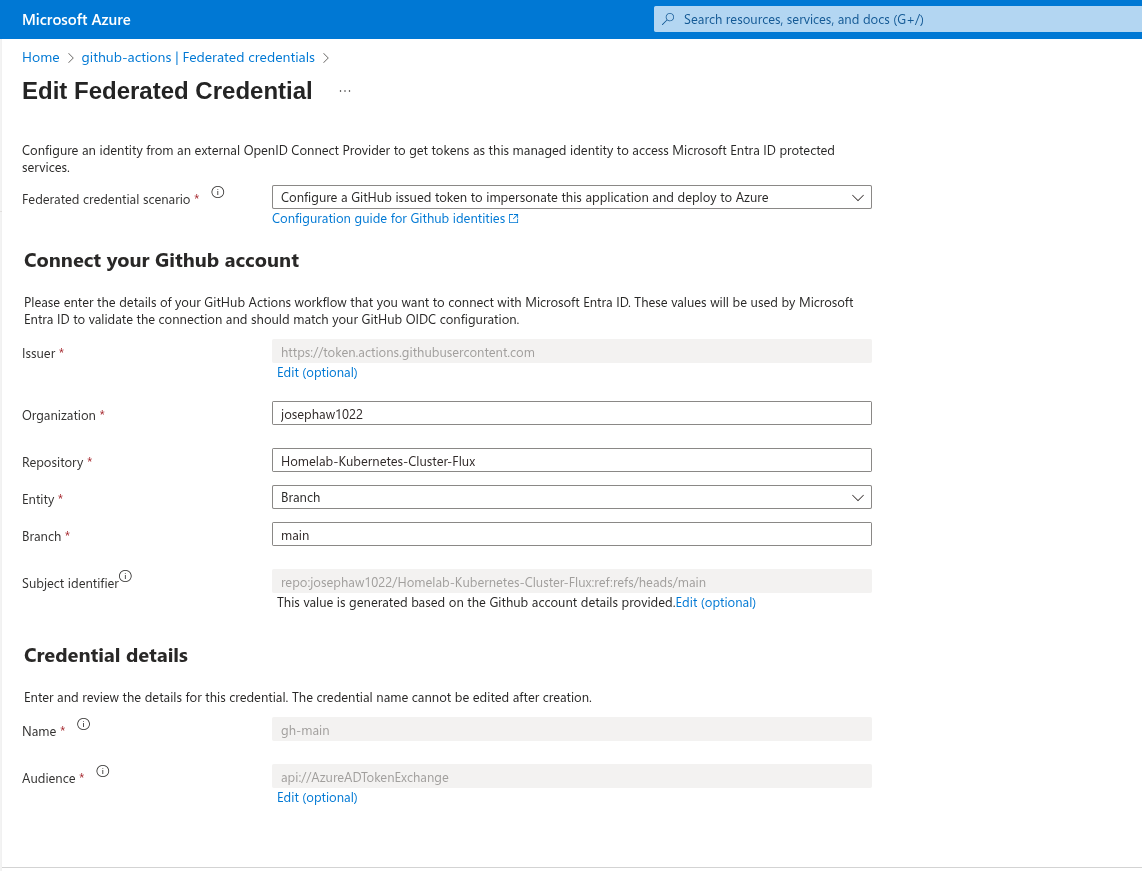 Microsoft Azure
Search resources, services, and docs (G+/)
Home > github-actions | Federated credentials >
Edit Federated Credential ...
Configure an identity from an external OpenID Connect Provider to get tokens as this managed identity to access Microsoft Entra ID protected
services.
Federated credential scenario *
Configure a GitHub issued token to impersonate this application and deploy to Azure
Configuration guide for Github identities
Connect your Github account
Please enter the details of your GitHub Actions workflow that you want to connect with Microsoft Entra ID. These values will be used by Microsoft
Entra ID to validate the connection and should match your GitHub OIDC configuration.
Issuer *
https://token.actions.githubusercontent.com
Edit (optional)
Organization *
josephaw1022
Repository *
Homelab-Kubernetes-Cluster-Flux
Entity *
Branch
Branch *
main
Subject identifier
repo:josephaw1022/Homelab-Kubernetes-Cluster-Flux:ref:refs/heads/main
This value is generated based on the Github account details provided.Edit (optional)
Credential details
Enter and review the details for this credential. The credential name cannot be edited after creation.
Name *
gh-main
Audience *
api://AzureADTokenExchange
Edit (optional)